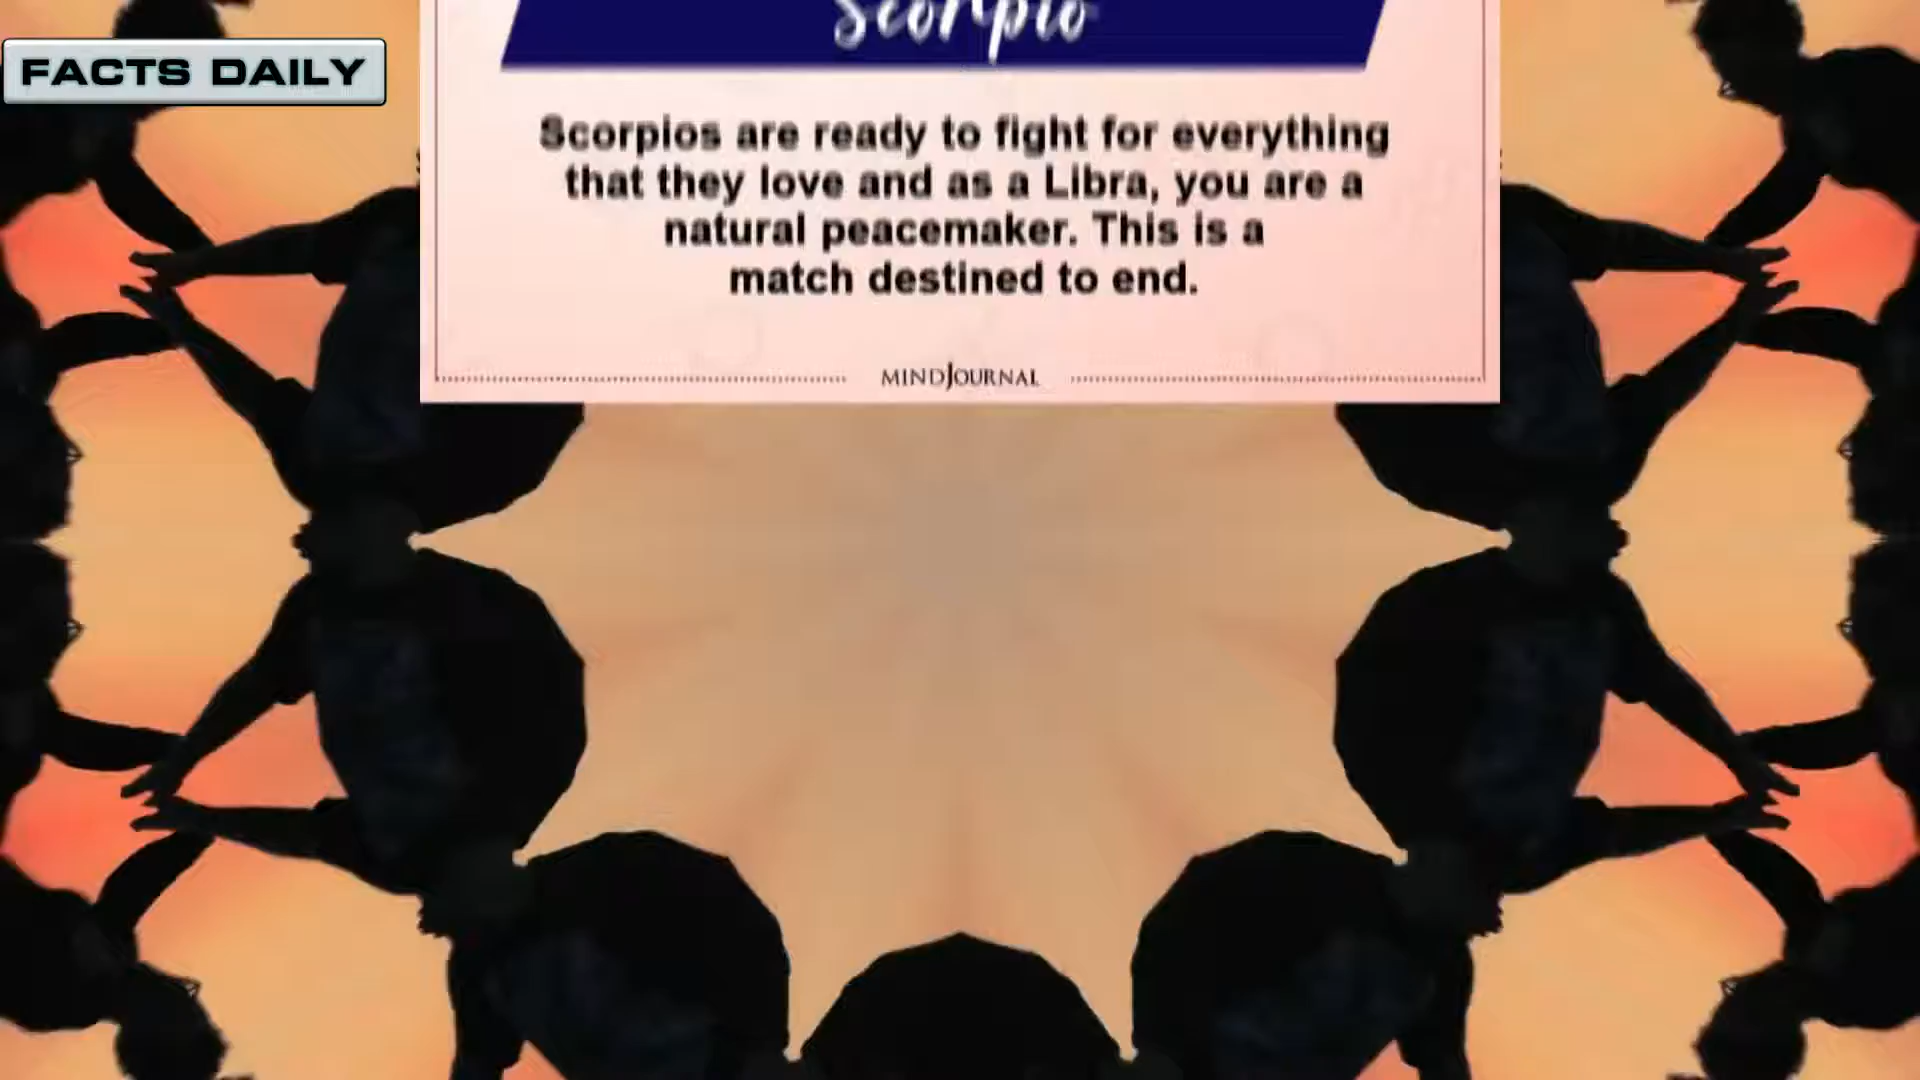 Scorpio
FACTS DAILY
Scorpios are ready to fight for everything
that they love and as a Libra, you are a
natural peacemaker. This is a
match destined to end.
MINDJOURNAL